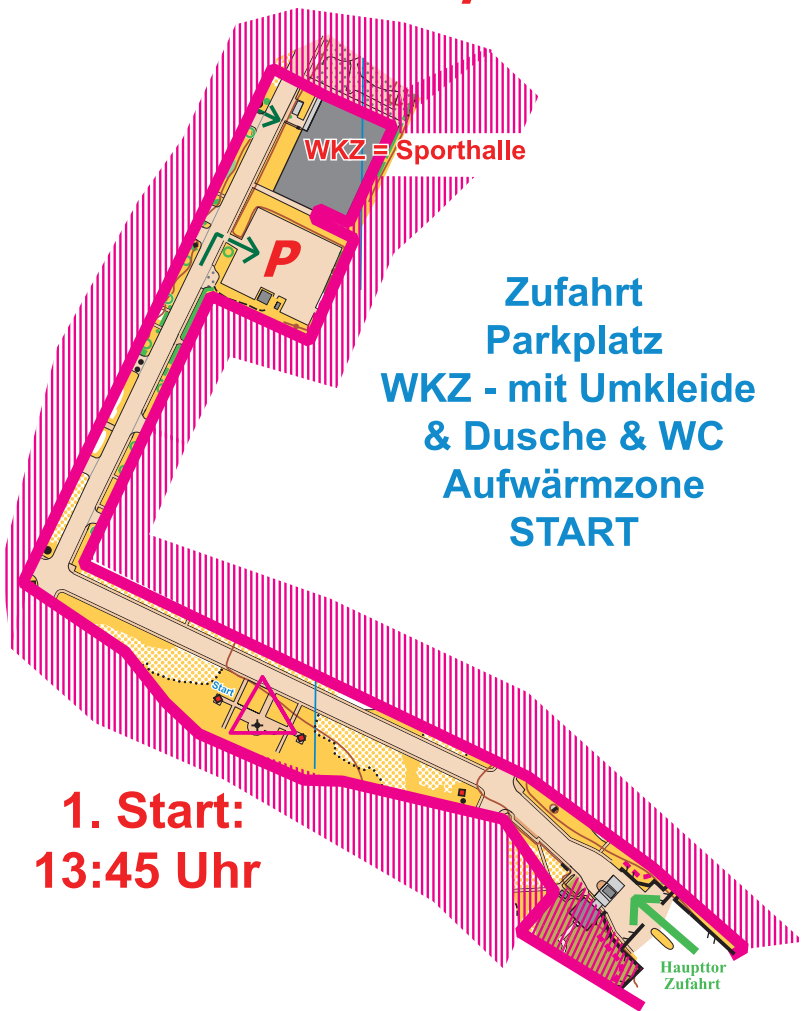 WKZ = Sporthalle
P
Zufahrt
Parkplatz
WKZ - mit Umkleide
& Dusche & WC
Aufwärmzone
START
Start
1. Start:
13:45 Uhr
Haupttor
Zufahrt